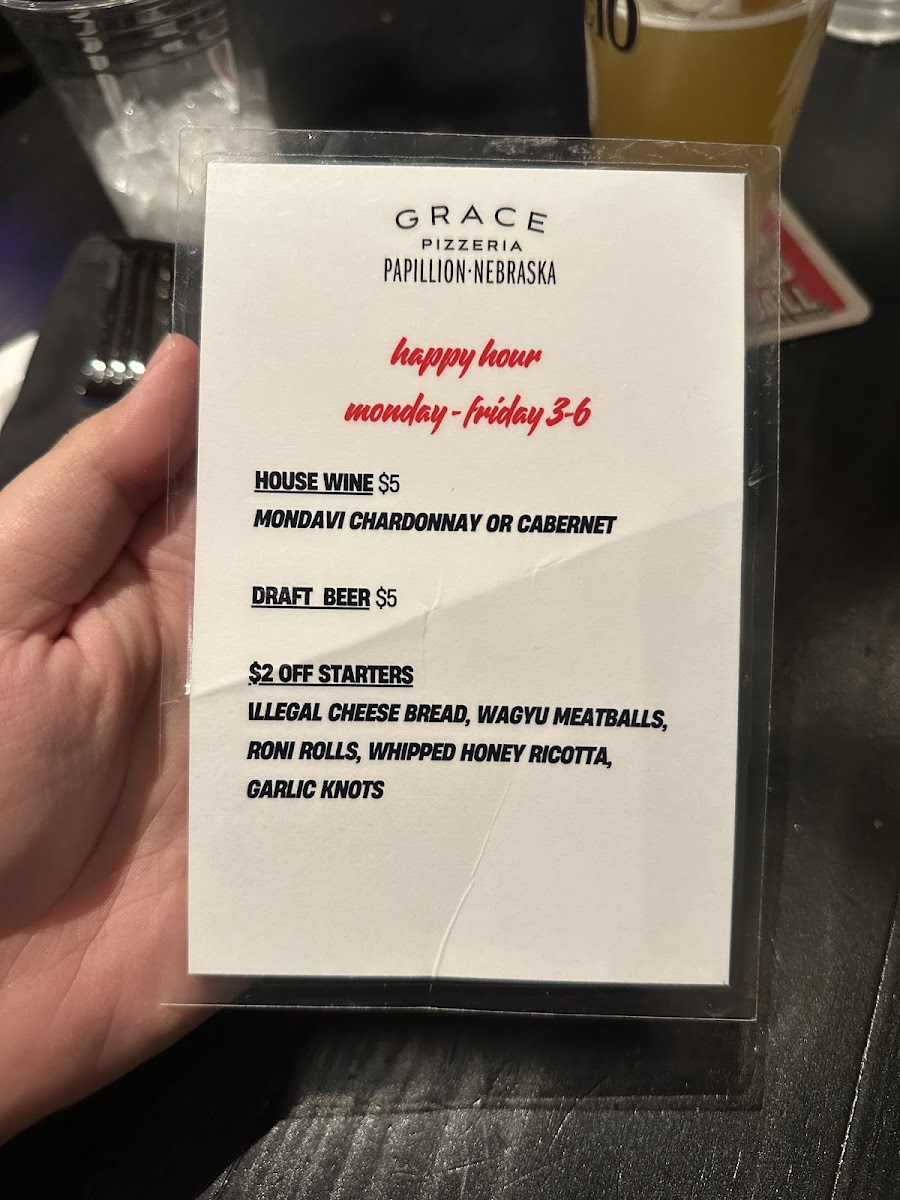 GRACE
PIZZERIA
PAPILLION·NEBRASKA
happy hour
monday - friday 3-6
HOUSE WINE $5
MONDAVI CHARDONNAY OR CABERNET
DRAFT BEER $5
$2 OFF STARTERS
ILLEGAL CHEESE BREAD, WAGYU MEATBALLS,
RONI ROLLS, WHIPPED HONEY RICOTTA,
GARLIC KNOTS